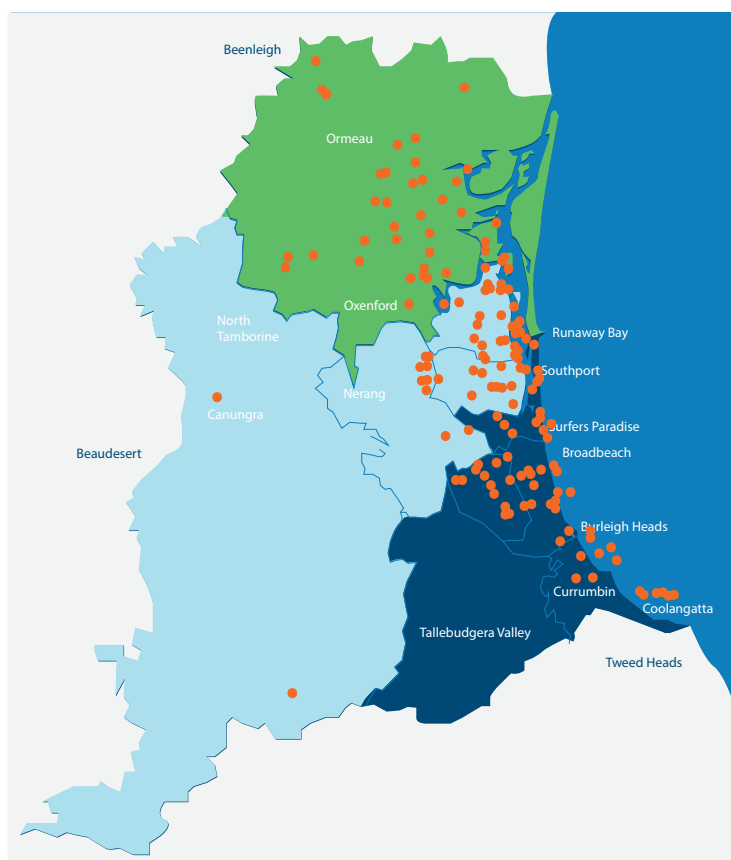 Beenleigh
Ormeau
Oxenford
North
Tamborine
Runaway Bay
Southport
Nerang
Canungra
Surfers Paradise
Beaudesert
Broadbeach
Burleigh Heads
Currumbin
Coolangatta
Tallebudgera Valley
Tweed Heads